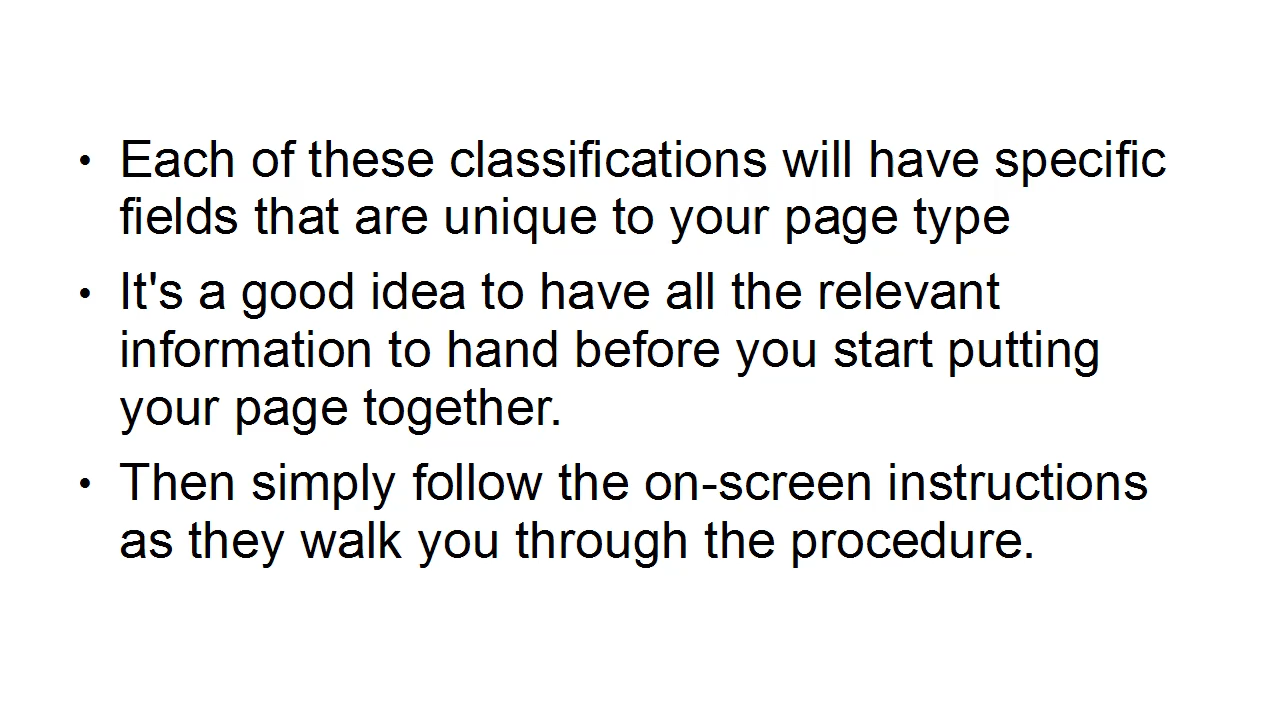 • Each of these classifications will have specific
fields that are unique to your page type
• It's a good idea to have all the relevant
information to hand before you start putting
your page together.
• Then simply follow the on-screen instructions
as they walk you through the procedure.